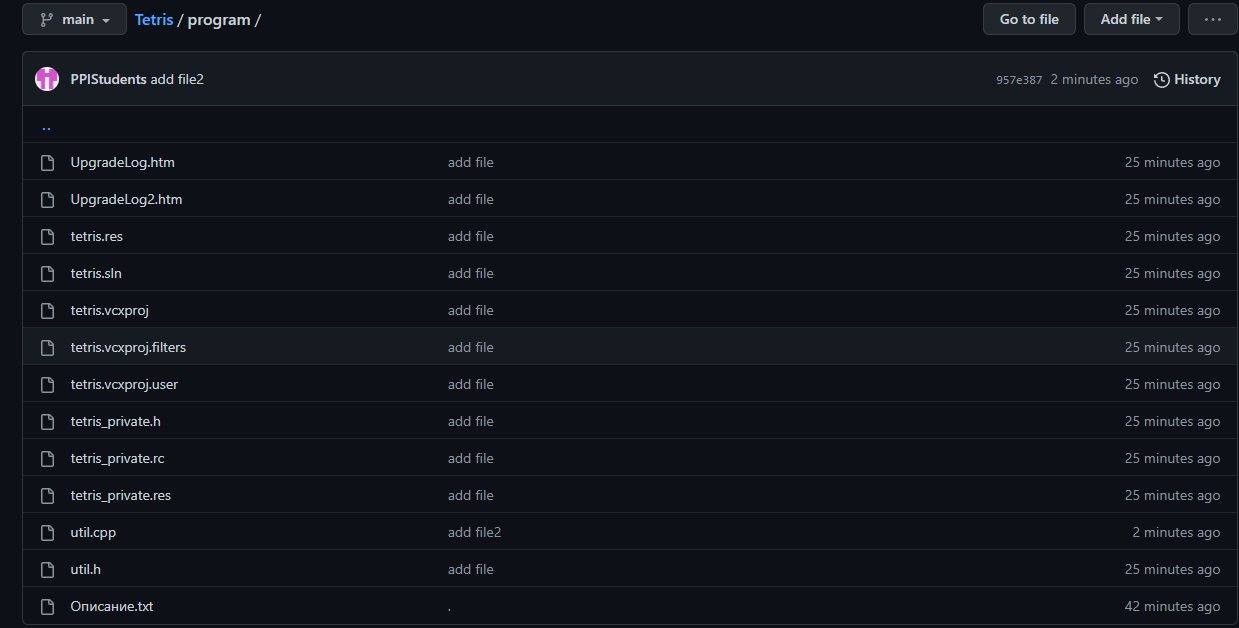 main Tetris / program / Go to file Add file ...
PPIStudents add file2 957e387 2 minutes ago History
..
UpgradeLog.htm add file 25 minutes ago
UpgradeLog2.htm add file 25 minutes ago
tetris.res add file 25 minutes ago
tetris.sln add file 25 minutes ago
tetris.vcxproj add file 25 minutes ago
tetris.vcxproj.filters add file 25 minutes ago
tetris.vcxproj.user add file 25 minutes ago
tetris_private.h add file 25 minutes ago
tetris_private.rc add file 25 minutes ago
tetris_private.res add file 25 minutes ago
util.cpp add file2 2 minutes ago
util.h add file 25 minutes ago
Описание.txt . 42 minutes ago